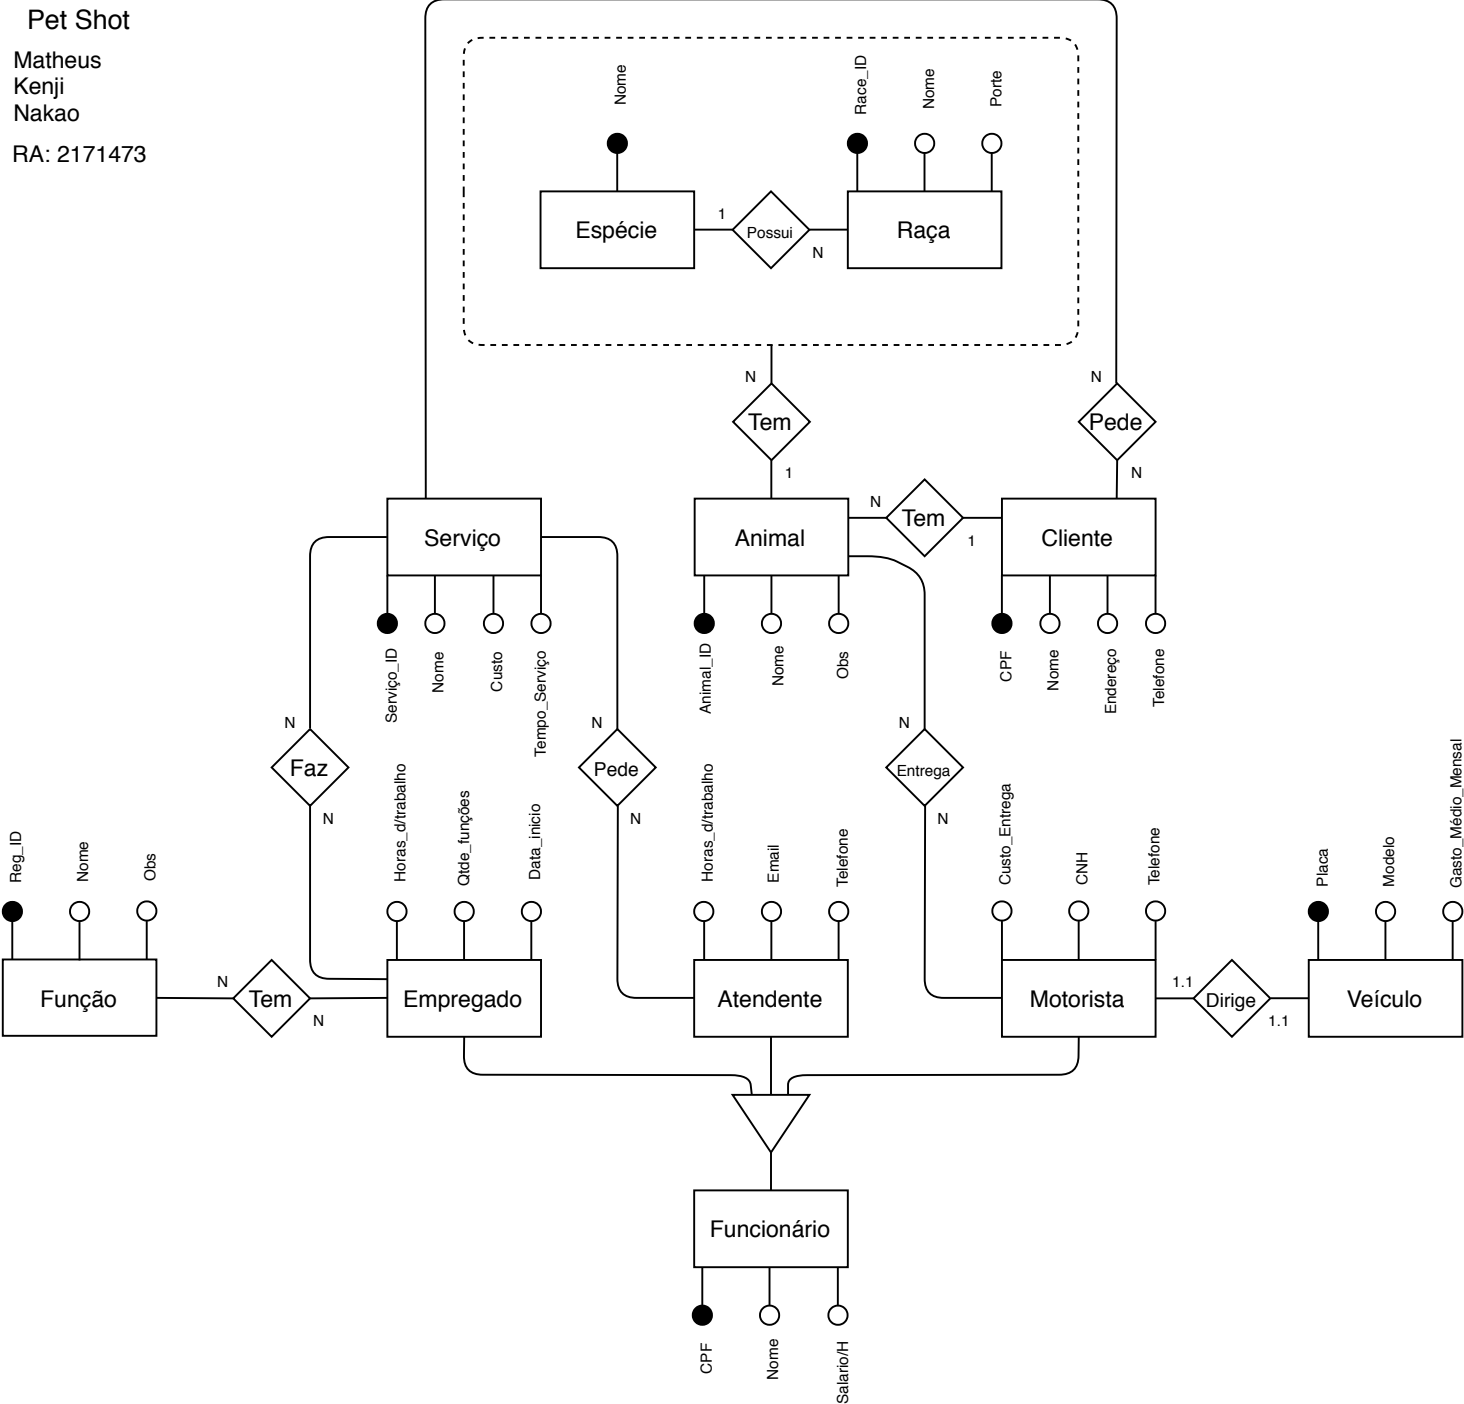 Pet Shot
Matheus
Kenji
Nakao
RA: 2171473
Nome
Race_ID
Nome
Porte
Espécie
1
Possui
N
Raça
N
Tem
1
N
Pede
N
Serviço
Animal
N
Tem
1
Cliente
Serviço_ID
Nome
Custo
Tempo_Serviço
Animal_ID
Nome
Obs
CPF
Nome
Endereço
Telefone
N
Faz
N
N
Pede
N
N
Entrega
N
Reg_ID
Nome
Obs
Horas_d/trabalho
Qtde_funções
Data_inicio
Horas_d/trabalho
Email
Telefone
Custo_Entrega
CNH
Telefone
Placa
Modelo
Gasto_Médio_Mensal
Função
N
Tem
N
Empregado
Atendente
Motorista
1.1
Dirige
1.1
Veículo
Funcionário
CPF
Nome
Salario/H